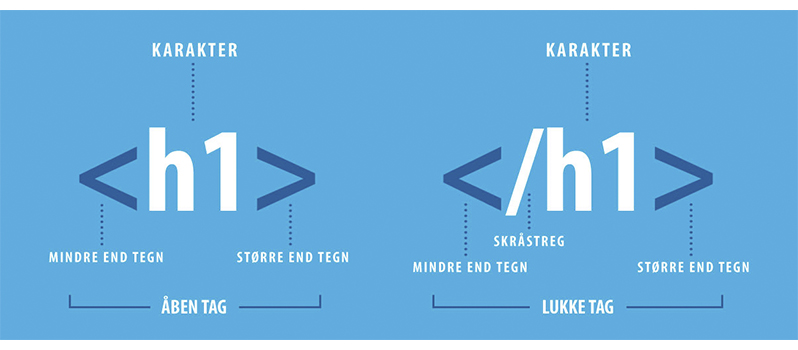 KARAKTER
<h1>
MINDRE END TEGN
STØRRE END TEGN
ÅBEN TAG
KARAKTER
</h1>
SKRÅSTREG
MINDRE END TEGN
STØRRE END TEGN
LUKKE TAG